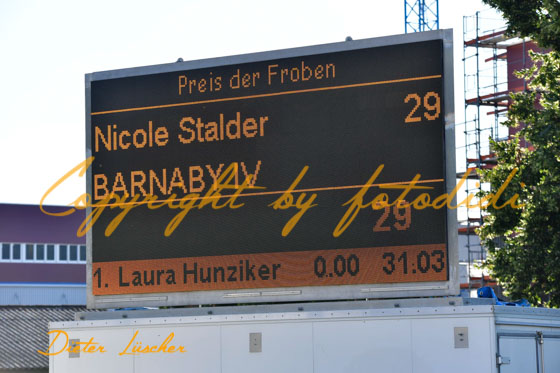 Preis der Froben
Nicole Stalder 29
BARNABY V
Copyright by fotodidi
29
1. Laura Hunziker 0.00 31.03
Dieter Lüscher